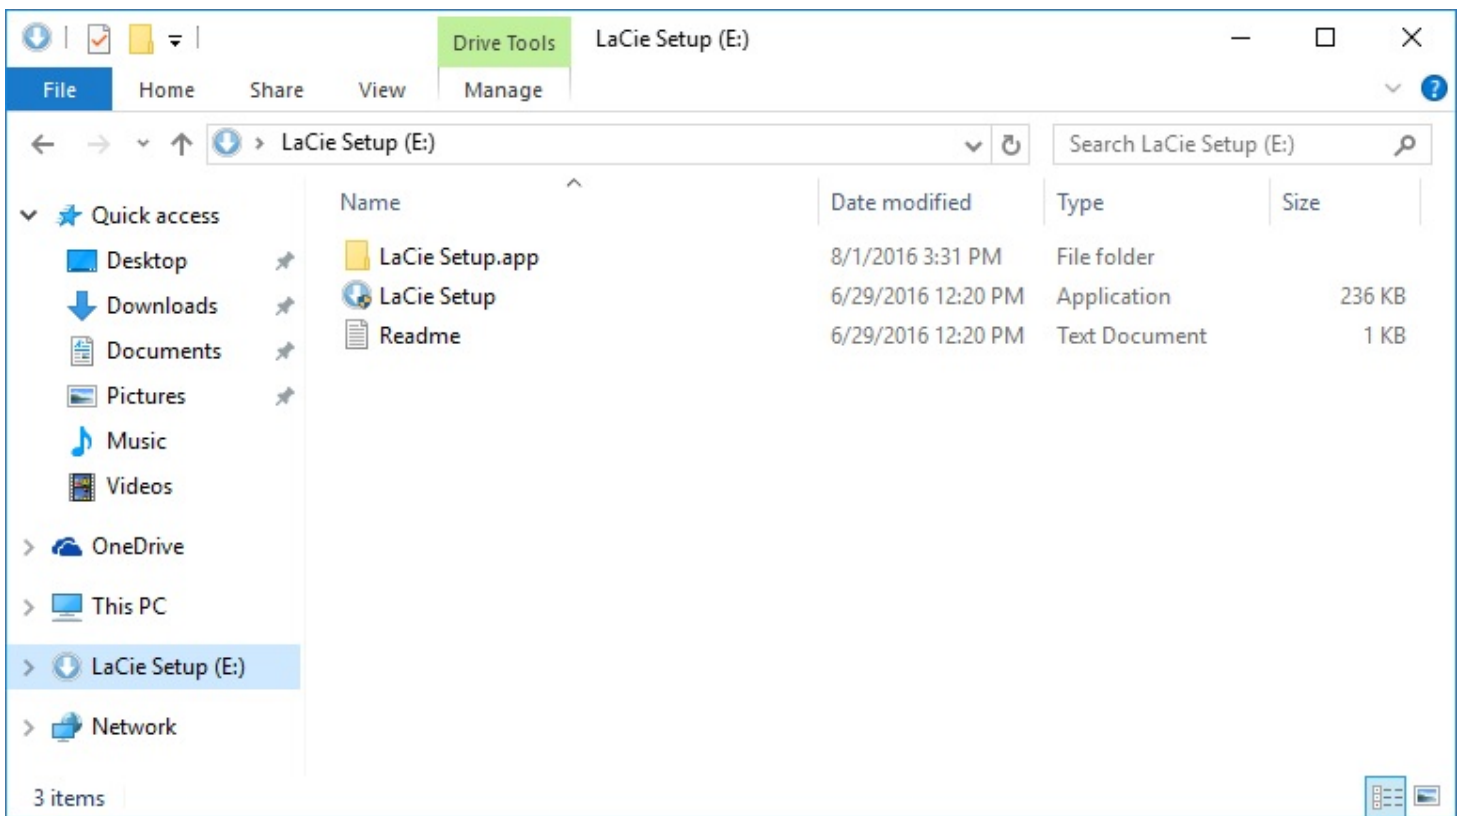 Drive Tools
LaCie Setup (E:)
File
Home
Share
View
Manage
LaCie Setup (E:)
Search LaCie Setup (E:)
Quick access
Desktop
Downloads
Documents
Pictures
Music
Videos
OneDrive
This PC
LaCie Setup (E:)
Network
Name Date modified Type Size
LaCie Setup.app 8/1/2016 3:31 PM File folder
LaCie Setup 6/29/2016 12:20 PM Application 236 KB
Readme 6/29/2016 12:20 PM Text Document 1 KB
3 items